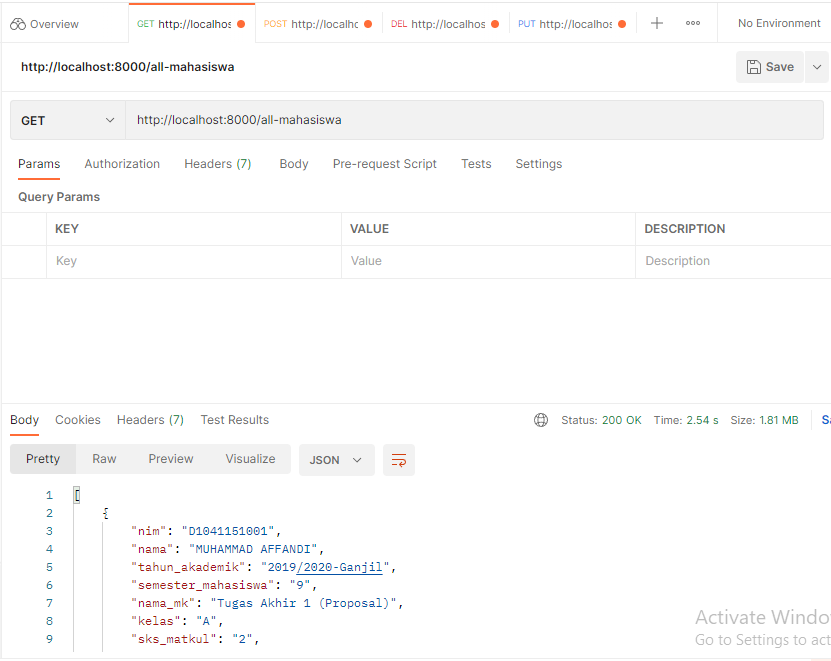 Overview GET http://localhos POST http://localhc DEL http://localhos PUT http://localhos No Environment
http://localhost:8000/all-mahasiswa Save
GET http://localhost:8000/all-mahasiswa
Params Authorization Headers (7) Body Pre-request Script Tests Settings
Query Params
KEY VALUE DESCRIPTION
Key Value Description
Body Cookies Headers (7) Test Results Status: 200 OK Time: 2.54 s Size: 1.81 MB Sa
Pretty Raw Preview Visualize JSON
1 [
2 {
3 "nim": "D1041151001",
4 "nama": "MUHAMMAD AFFANDI",
5 "tahun_akademik": "2019/2020-Ganjil",
6 "semester_mahasiswa": "9",
7 "nama_mk": "Tugas Akhir 1 (Proposal)",
8 "kelas": "A",
9 "sks_matkul": "2",
Activate Windo
Go to Settings to act